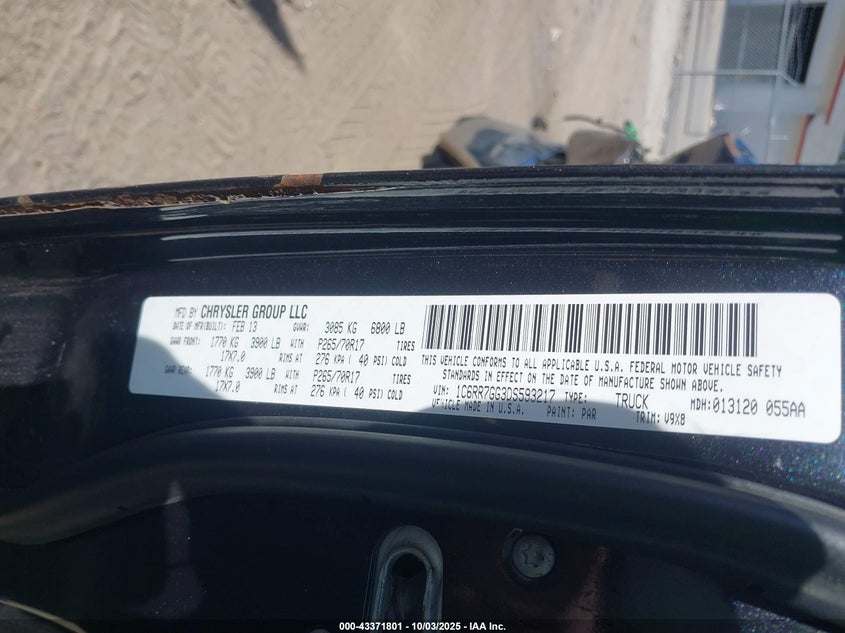 MFD BY CHRYSLER GROUP LLC
DATE OF MFR(BUILT): FEB 13 GVWR: 3085 KG 6800 LB
GAWR FRONT: 1770 KG 3900 LB WITH P265/70R17 TIRES
17X7.0 RIMS AT 276 KPA ( 40 PSI) COLD
GAWR REAR: 1770 KG 3900 LB WITH P265/70R17 TIRES
17X7.0 RIMS AT 276 KPA ( 40 PSI) COLD
THIS VEHICLE CONFORMS TO ALL APPLICABLE U.S.A. FEDERAL MOTOR VEHICLE SAFETY
STANDARDS IN EFFECT ON THE DATE OF MANUFACTURE SHOWN ABOVE.
VIN: 1C6RR7GG3DS593217 TYPE: TRUCK MDH: 013120 055AA
VEHICLE MADE IN U.S.A. PAINT: PAR TRIM: V9X8
000-43371801 - 10/03/2025 - IAA Inc.